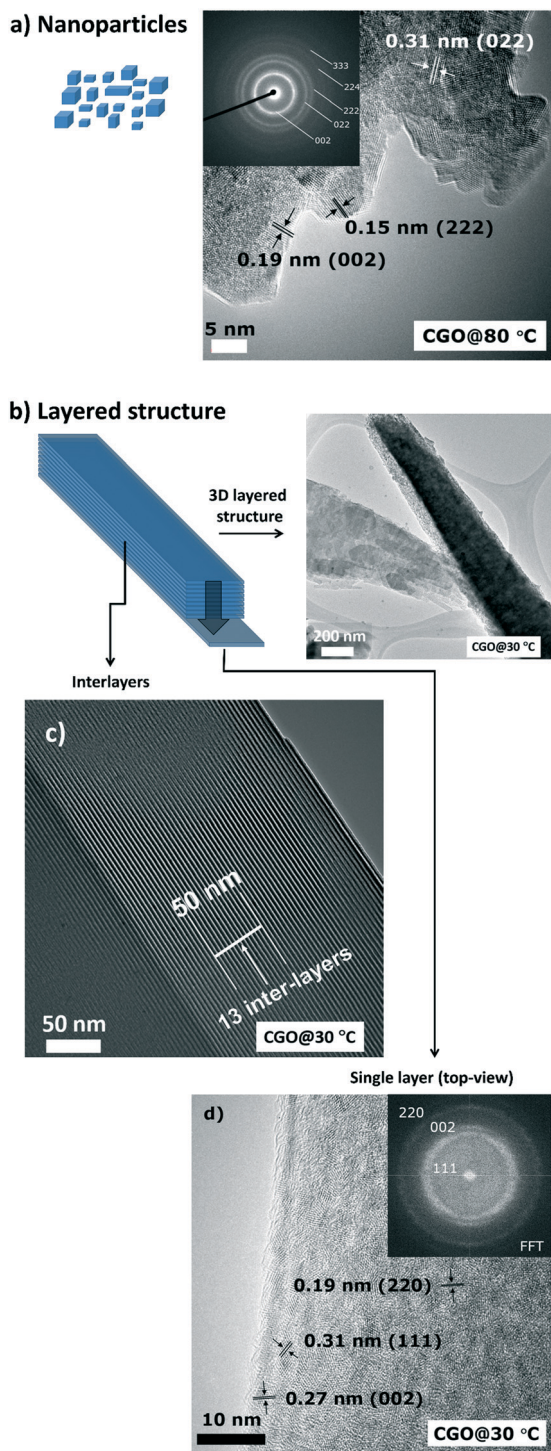 a) Nanoparticles
333
224
222
022
002
0.31 nm (022)
0.15 nm (222)
0.19 nm (002)
5 nm
CGO@80 °C
b) Layered structure
3D layered
structure
200 nm
CGO@30 °C
Interlayers
c)
50 nm
13 inter-layers
50 nm
CGO@30 °C
Single layer (top-view)
d)
220
002
111
FFT
0.19 nm (220)
0.31 nm (111)
0.27 nm (002)
10 nm
CGO@30 °C